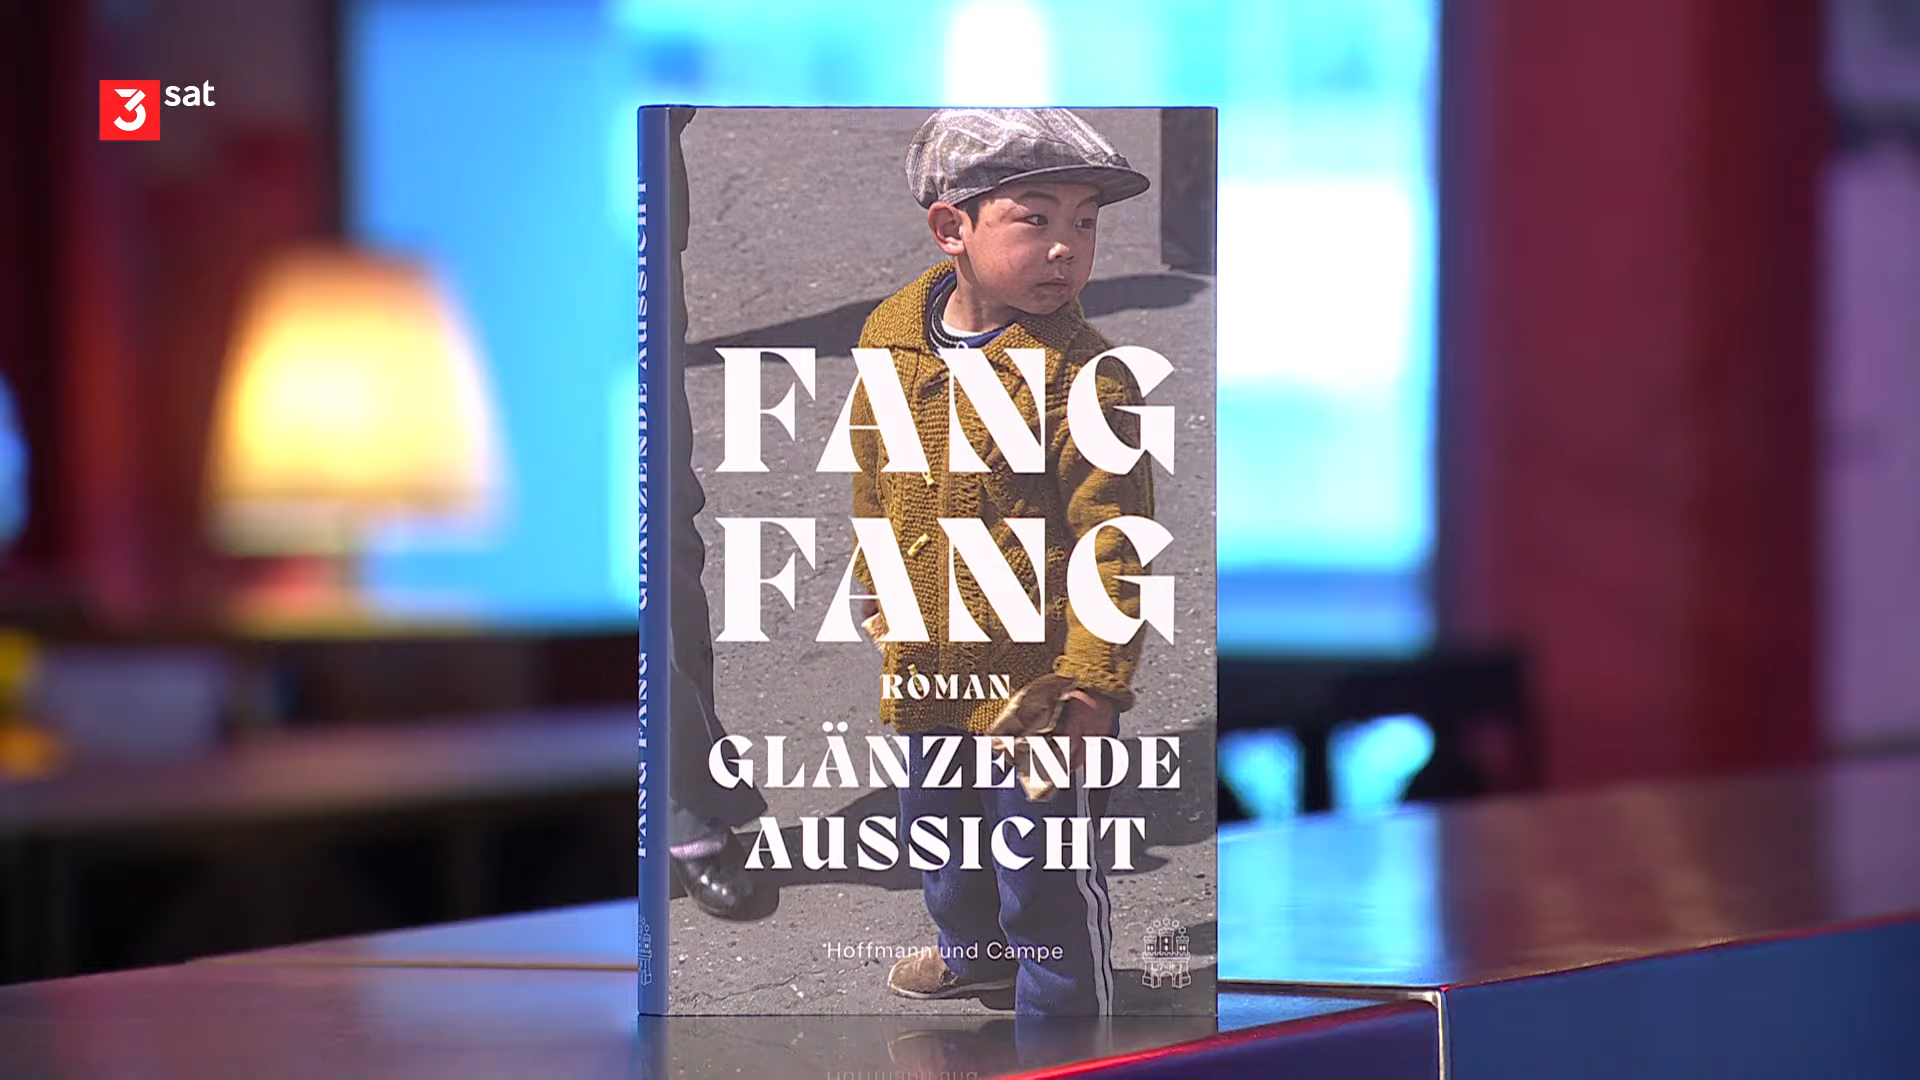 3sat
FANG
FANG
ROMAN
GLÄNZENDE
AUSSICHT
Hoffmann und Campe
FANG FANG GLÄNZENDE AUSSICHT